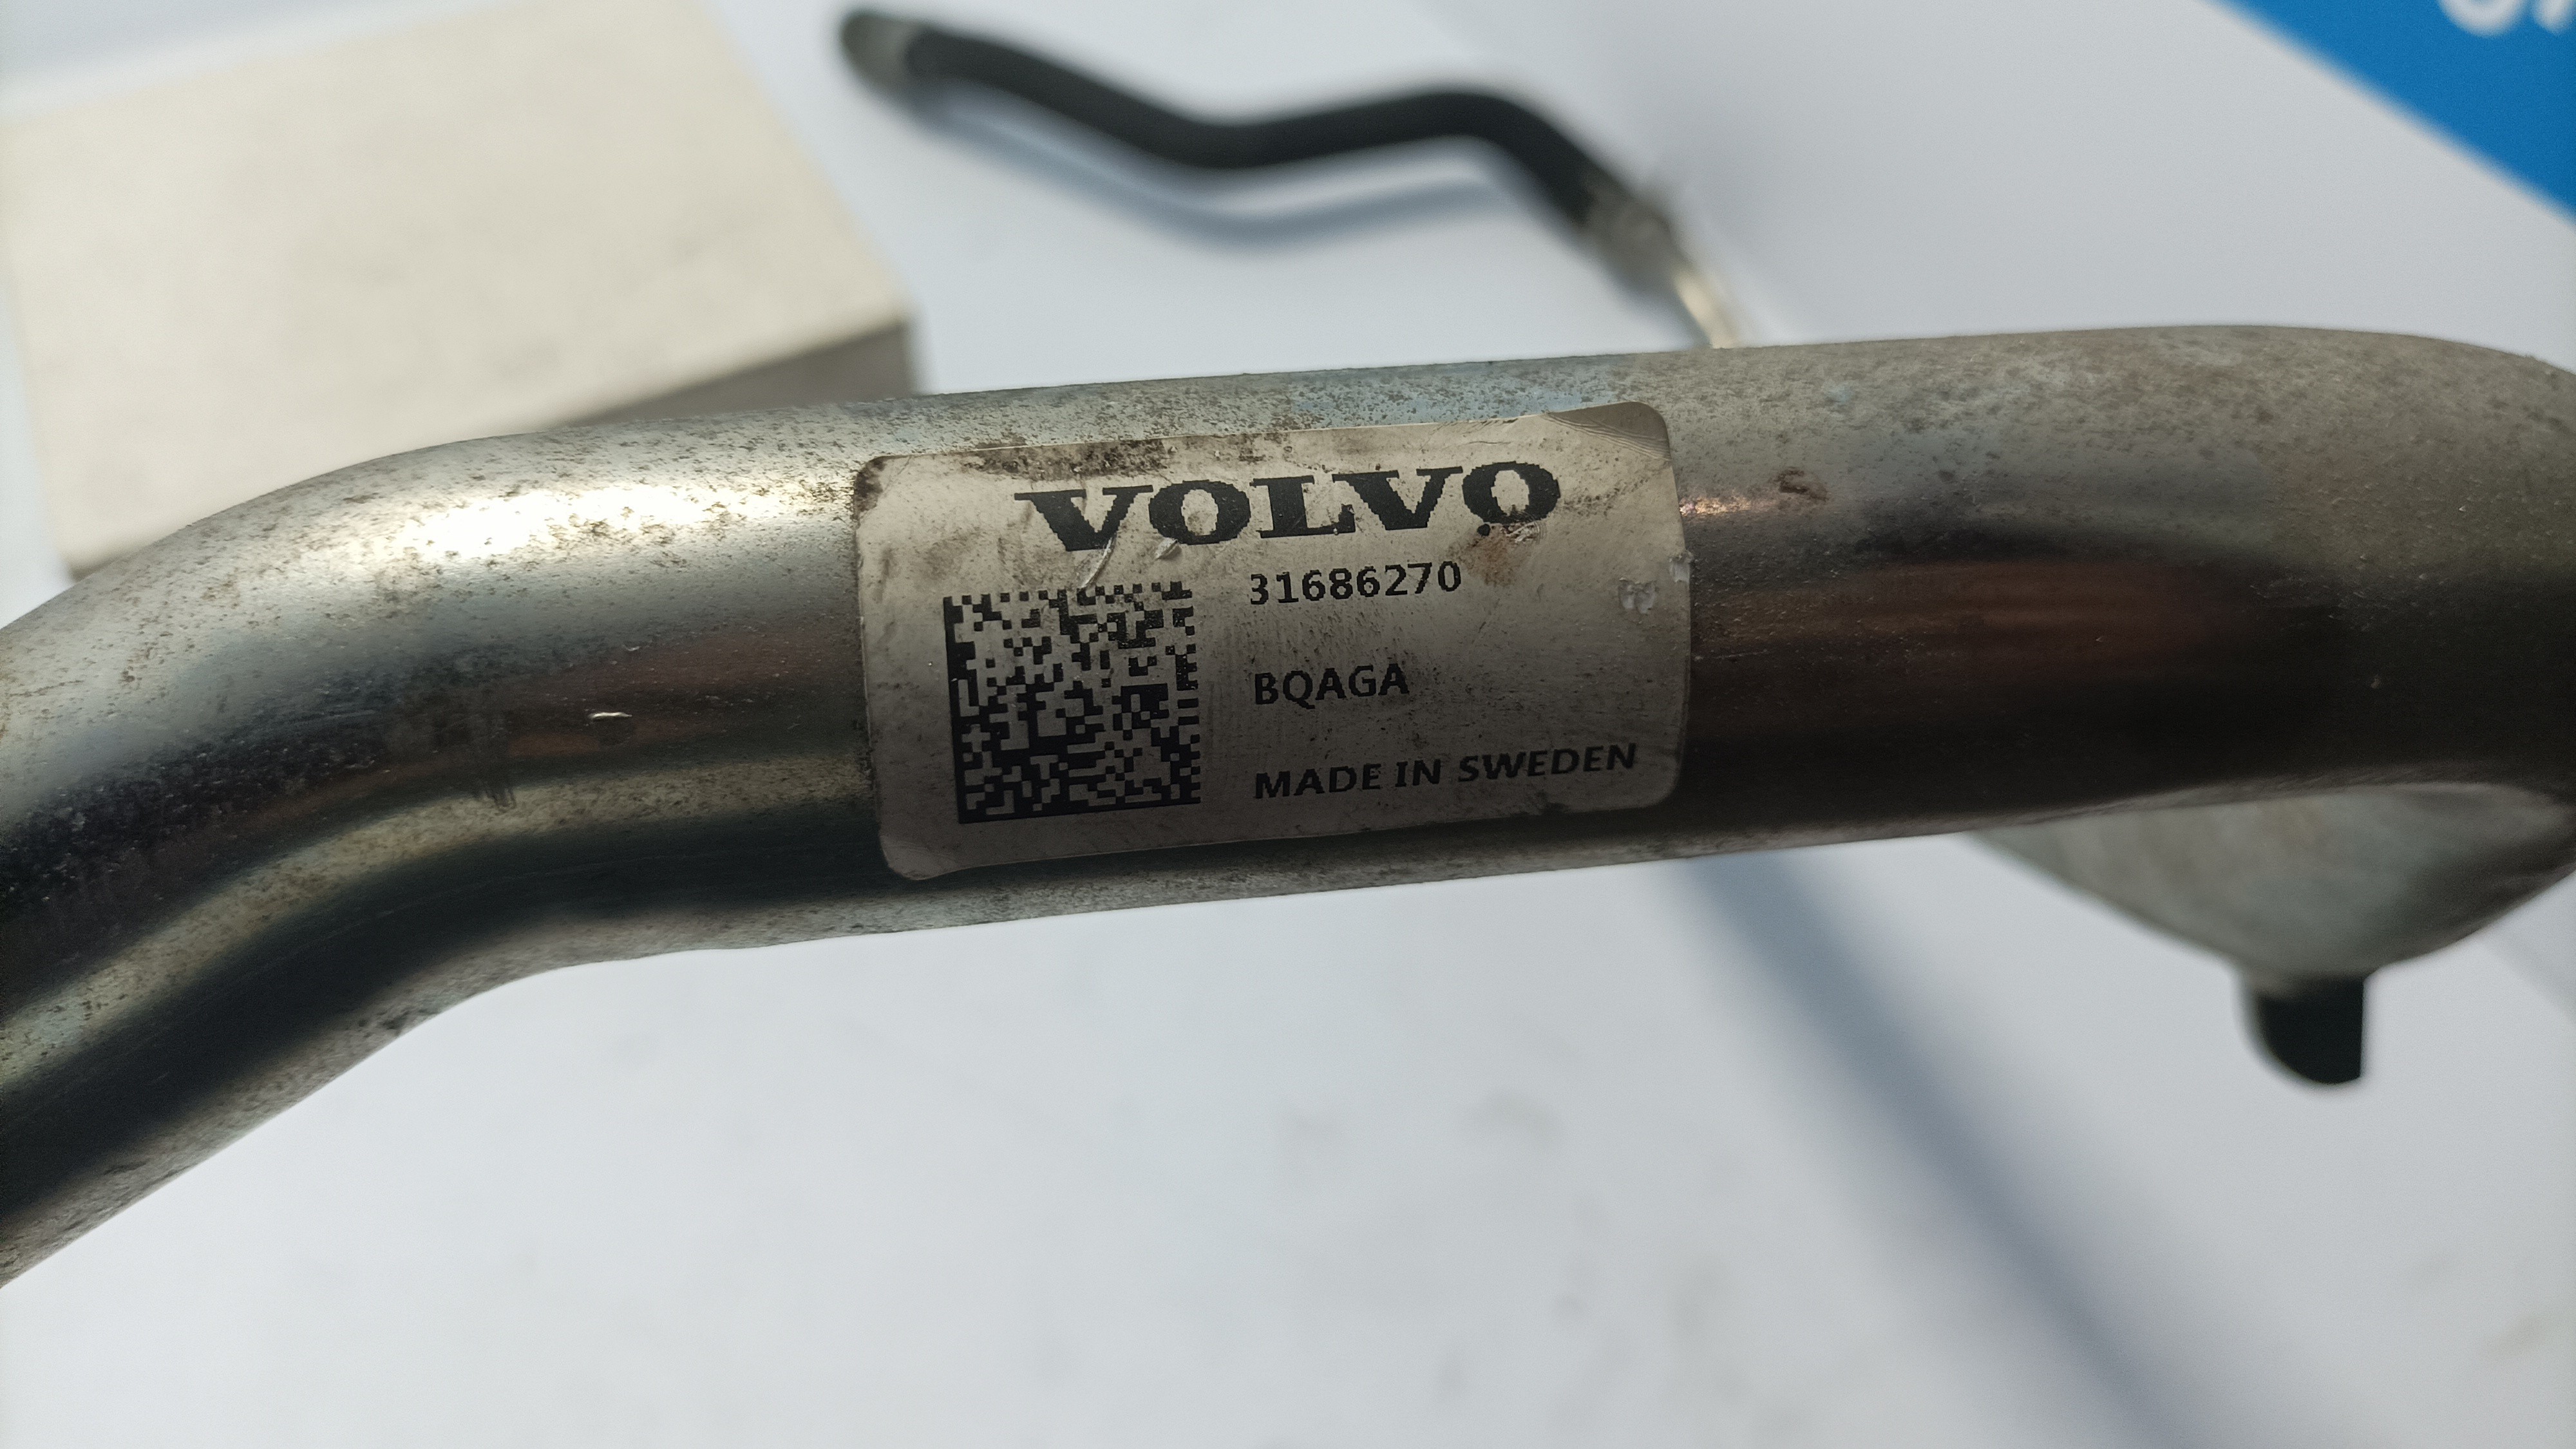 VOLVO
31686270
BQAGA
MADE IN SWEDEN